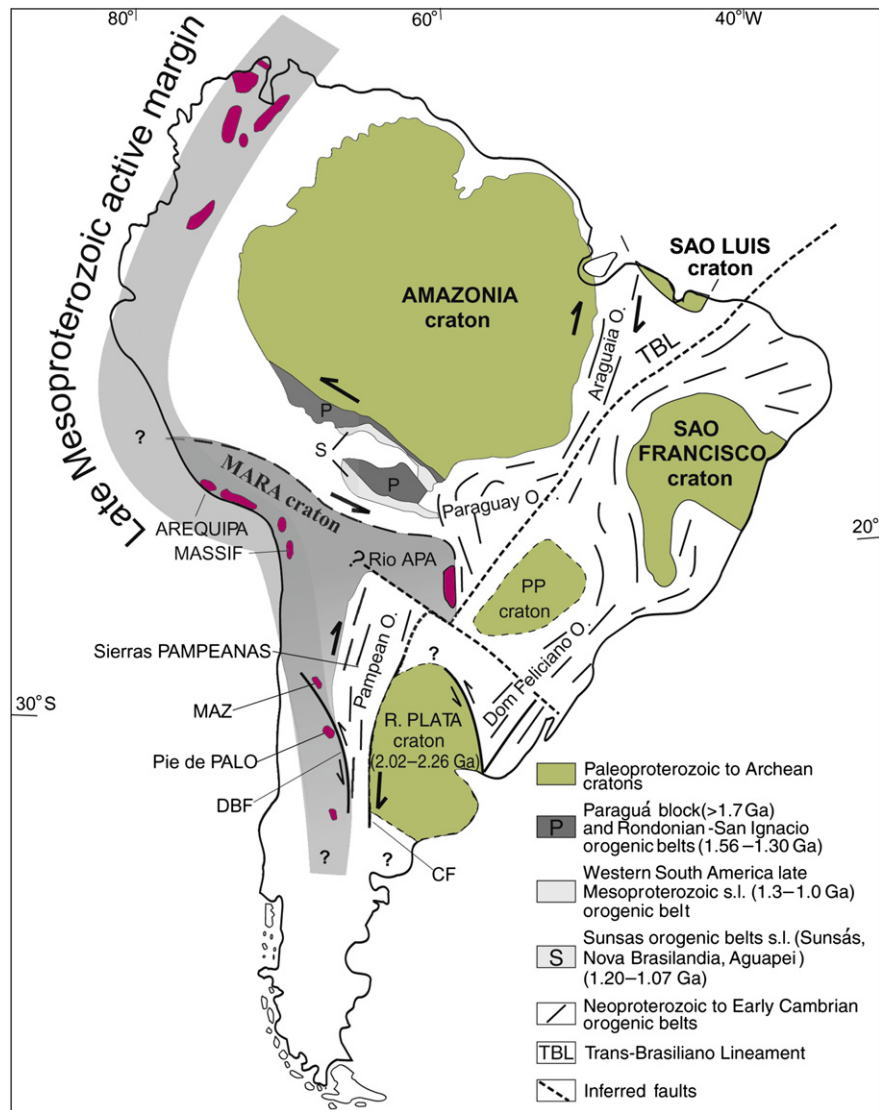 80°
60°
40°W
Late Mesoproterozoic active margin
SAO LUIS
craton
AMAZONIA
craton
Araguaia O.
TBL
P
S
P
SAO
FRANCISCO
craton
?
MARA craton
Paraguay O.
AREQUIPA
MASSIF
20°
?
Rio APA
PP
craton
Sierras PAMPEANAS
Pampean O.
?
Dom Feliciano O.
MAZ
30°S
R. PLATA
craton
(2.02–2.26 Ga)
Pie de PALO
DBF
?
?
CF
Paleoproterozoic to Archean
cratons
P
Paraguá block(>1.7 Ga)
and Rondonian-San Ignacio
orogenic belts (1.56–1.30 Ga)
Western South America late
Mesoproterozoic s.l. (1.3–1.0 Ga)
orogenic belt
S
Sunsas orogenic belts s.l. (Sunsás,
Nova Brasilandia, Aguapei)
(1.20–1.07 Ga)
Neoproterozoic to Early Cambrian
orogenic belts
TBL
Trans-Brasiliano Lineament
Inferred faults